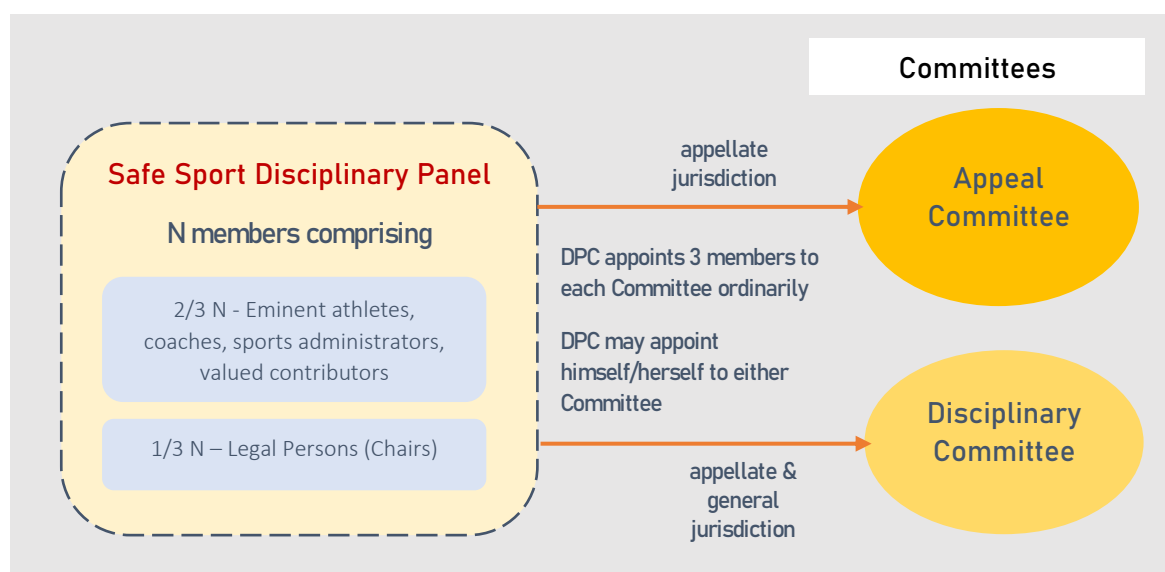 Committees
Safe Sport Disciplinary Panel
N members comprising
2/3 N - Eminent athletes,
coaches, sports administrators,
valued contributors
1/3 N – Legal Persons (Chairs)
appellate
jurisdiction
DPC appoints 3 members to
each Committee ordinarily
DPC may appoint
himself/herself to either
Committee
appellate &
general
jurisdiction
Appeal
Committee
Disciplinary
Committee